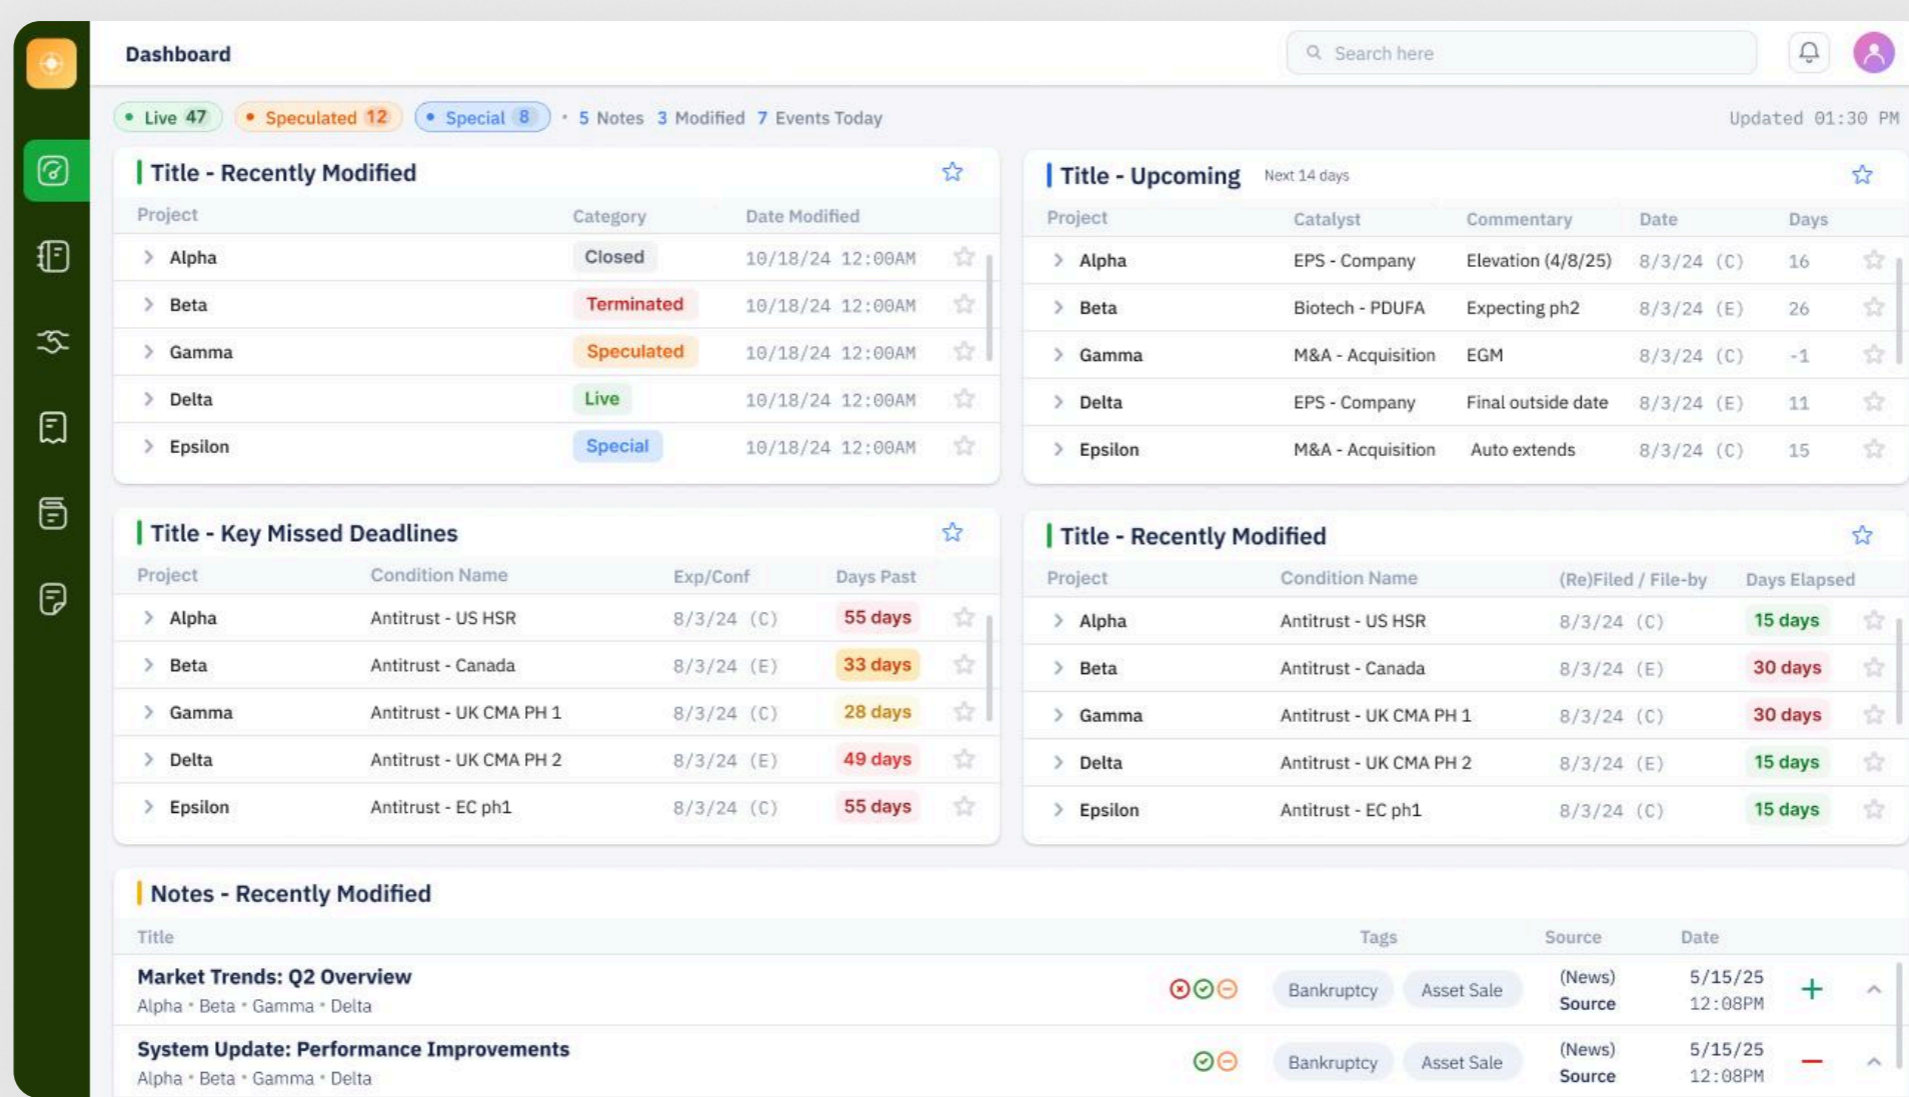 Dashboard
Search here
Live 47 Speculated 12 Special 8 • 5 Notes 3 Modified 7 Events Today
Updated 01:30 PM
Title - Recently Modified
Project Category Date Modified
Alpha Closed 10/18/24 12:00AM
Beta Terminated 10/18/24 12:00AM
Gamma Speculated 10/18/24 12:00AM
Delta Live 10/18/24 12:00AM
Epsilon Special 10/18/24 12:00AM
Title - Upcoming Next 14 days
Project Catalyst Commentary Date Days
Alpha EPS - Company Elevation (4/8/25) 8/3/24 (C) 16
Beta Biotech - PDUFA Expecting ph2 8/3/24 (E) 26
Gamma M&A - Acquisition EGM 8/3/24 (C) -1
Delta EPS - Company Final outside date 8/3/24 (E) 11
Epsilon M&A - Acquisition Auto extends 8/3/24 (C) 15
Title - Key Missed Deadlines
Project Condition Name Exp/Conf Days Past
Alpha Antitrust - US HSR 8/3/24 (C) 55 days
Beta Antitrust - Canada 8/3/24 (E) 33 days
Gamma Antitrust - UK CMA PH 1 8/3/24 (C) 28 days
Delta Antitrust - UK CMA PH 2 8/3/24 (E) 49 days
Epsilon Antitrust - EC ph1 8/3/24 (C) 55 days
Title - Recently Modified
Project Condition Name (Re)Filed / File-by Days Elapsed
Alpha Antitrust - US HSR 8/3/24 (C) 15 days
Beta Antitrust - Canada 8/3/24 (E) 30 days
Gamma Antitrust - UK CMA PH 1 8/3/24 (C) 30 days
Delta Antitrust - UK CMA PH 2 8/3/24 (E) 15 days
Epsilon Antitrust - EC ph1 8/3/24 (C) 15 days
Notes - Recently Modified
Title Tags Source Date
Market Trends: Q2 Overview
Alpha • Beta • Gamma • Delta
Bankruptcy Asset Sale
(News)
Source
5/15/25
12:08PM
System Update: Performance Improvements
Alpha • Beta • Gamma • Delta
Bankruptcy Asset Sale
(News)
Source
5/15/25
12:08PM